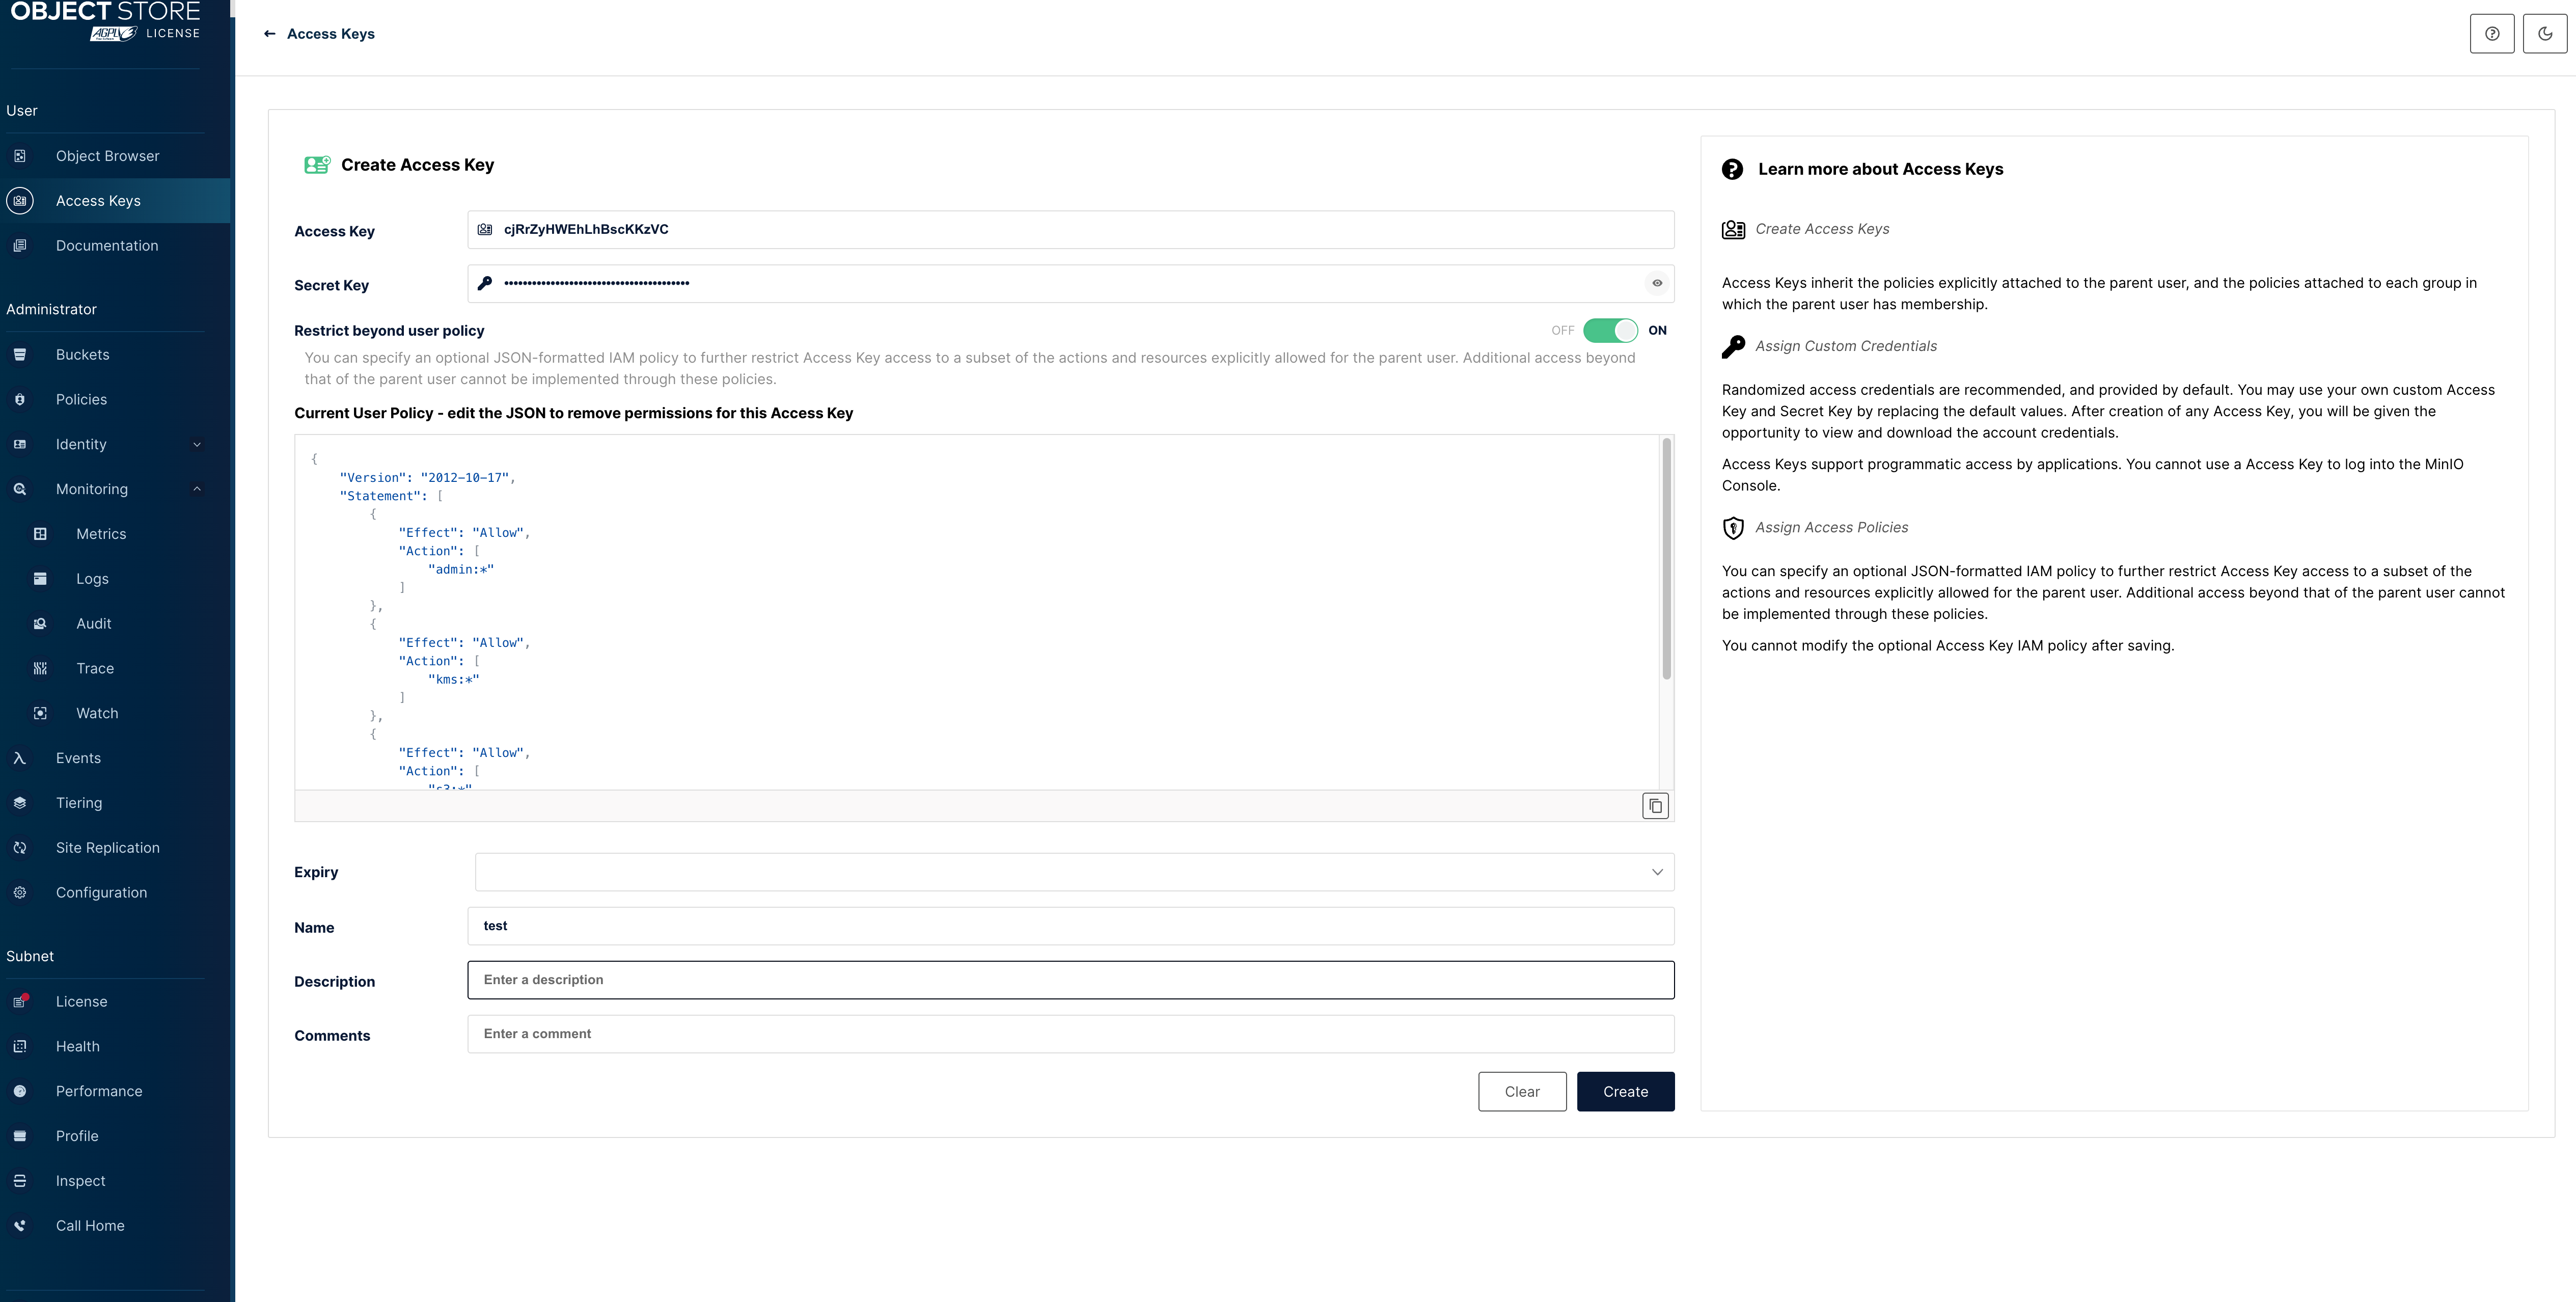 OBJECT STORE
AGPLv3 LICENSE
User
Object Browser
Access Keys
Documentation
Administrator
Buckets
Policies
Identity
Monitoring
Metrics
Logs
Audit
Trace
Watch
Events
Tiering
Site Replication
Configuration
Subnet
License
Health
Performance
Profile
Inspect
Call Home
Access Keys
Create Access Key
Access Key
cjRrZyHWEhLhBscKKzVC
Secret Key
••••••••••••••••••••••••••••••••••••••••
Restrict beyond user policy
OFF
ON
You can specify an optional JSON-formatted IAM policy to further restrict Access Key access to a subset of the actions and resources explicitly allowed for the parent user. Additional access beyond
that of the parent user cannot be implemented through these policies.
Current User Policy - edit the JSON to remove permissions for this Access Key
{
    "Version": "2012-10-17",
    "Statement": [
        {
            "Effect": "Allow",
            "Action": [
                "admin:*"
            ]
        },
        {
            "Effect": "Allow",
            "Action": [
                "kms:*"
            ]
        },
        {
            "Effect": "Allow",
            "Action": [
                "s3:*"
Expiry
Name
test
Description
Enter a description
Comments
Enter a comment
Clear
Create
Learn more about Access Keys
Create Access Keys
Access Keys inherit the policies explicitly attached to the parent user, and the policies attached to each group in
which the parent user has membership.
Assign Custom Credentials
Randomized access credentials are recommended, and provided by default. You may use your own custom Access
Key and Secret Key by replacing the default values. After creation of any Access Key, you will be given the
opportunity to view and download the account credentials.
Access Keys support programmatic access by applications. You cannot use a Access Key to log into the MinIO
Console.
Assign Access Policies
You can specify an optional JSON-formatted IAM policy to further restrict Access Key access to a subset of the
actions and resources explicitly allowed for the parent user. Additional access beyond that of the parent user cannot
be implemented through these policies.
You cannot modify the optional Access Key IAM policy after saving.